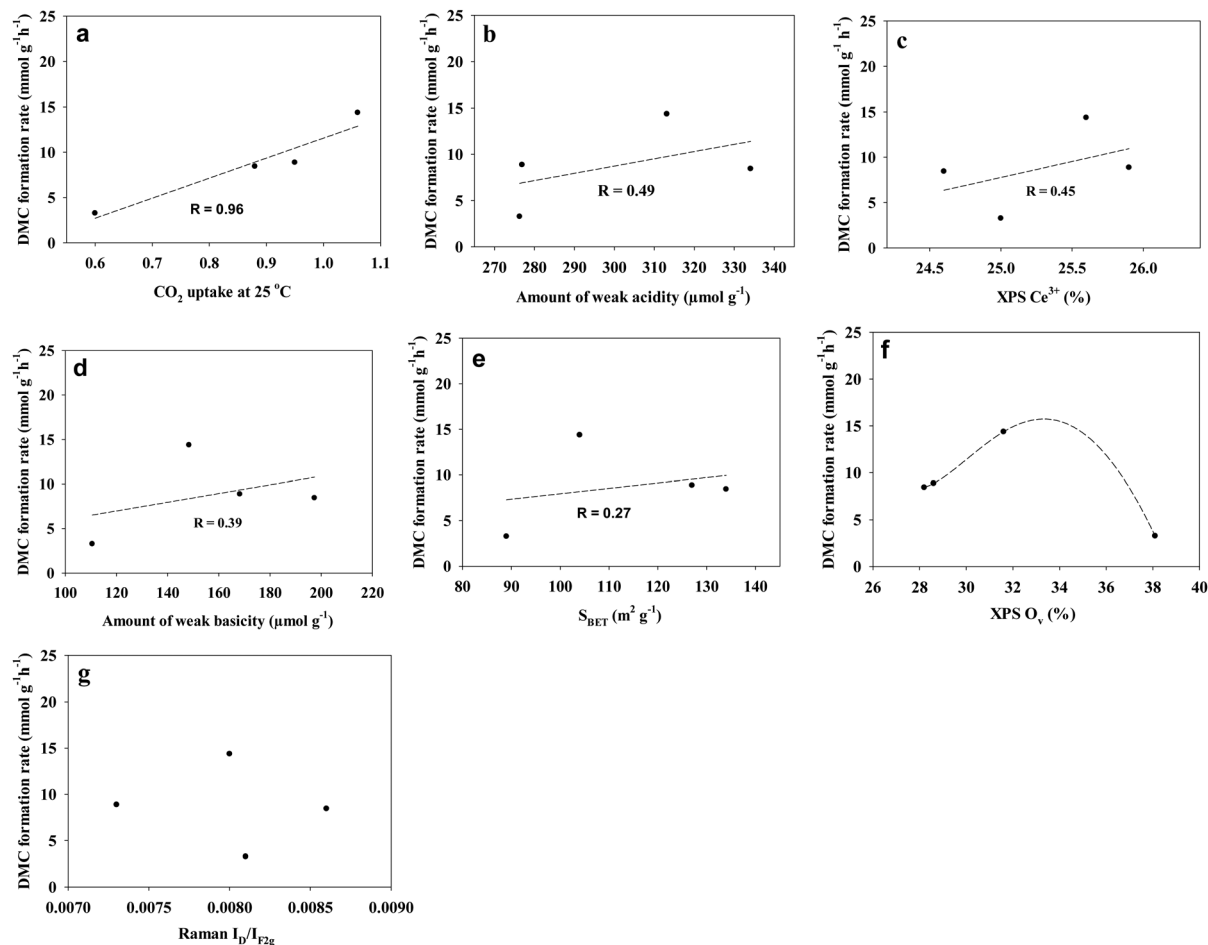 a
DMC formation rate (mmol g⁻¹h⁻¹)
25
20
15
10
5
0
R = 0.96
0.6 0.7 0.8 0.9 1.0 1.1
CO₂ uptake at 25 °C
b
DMC formation rate (mmol g⁻¹h⁻¹)
25
20
15
10
5
0
R = 0.49
270 280 290 300 310 320 330 340
Amount of weak acidity (µmol g⁻¹)
c
DMC formation rate (mmol g⁻¹ h⁻¹)
25
20
15
10
5
0
R = 0.45
24.5 25.0 25.5 26.0
XPS Ce³⁺ (%)
d
DMC formation rate (mmol g⁻¹h⁻¹)
25
20
15
10
5
0
R = 0.39
100 120 140 160 180 200 220
Amount of weak basicity (µmol g⁻¹)
e
DMC formation rate (mmol g⁻¹h⁻¹)
25
20
15
10
5
0
R = 0.27
80 90 100 110 120 130 140
S_BET (m² g⁻¹)
f
DMC formation rate (mmol g⁻¹h⁻¹)
25
20
15
10
5
0
26 28 30 32 34 36 38 40
XPS Oᵥ (%)
g
DMC formation rate (mmol g⁻¹h⁻¹)
25
20
15
10
5
0
0.0070 0.0075 0.0080 0.0085 0.0090
Raman I_D/I_F2g